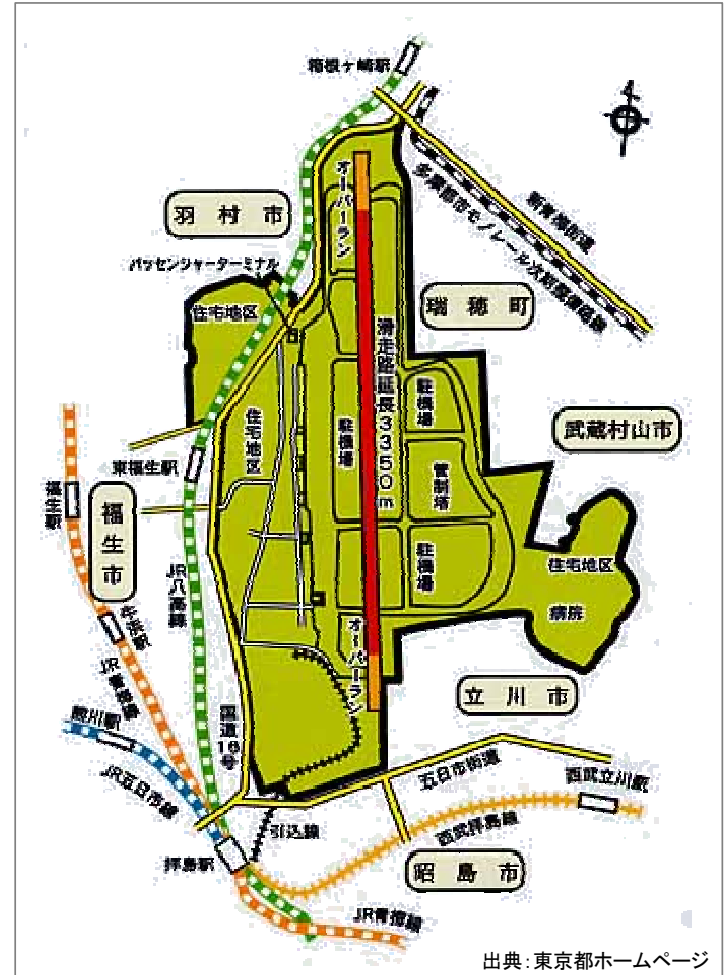 箱根ケ崎駅
オーバーラン
新青梅街道
多摩都市モノレール次期整備路線
羽村市
パッセンジャーターミナル
住宅地区
瑞穂町
滑走路延長3350m
駐機場
住宅地区
駐機場
武蔵村山市
東福生駅
管制塔
福生駅
福生市
駐機場
住宅地区
JR八高線
病院
牛浜駅
オーバーラン
JR青梅線
立川市
熊川駅
国道16号
五日市街道
西武立川駅
JR五日市線
引込線
西武拝島線
拝島駅
昭島市
JR青梅線
出典:東京都ホームページ